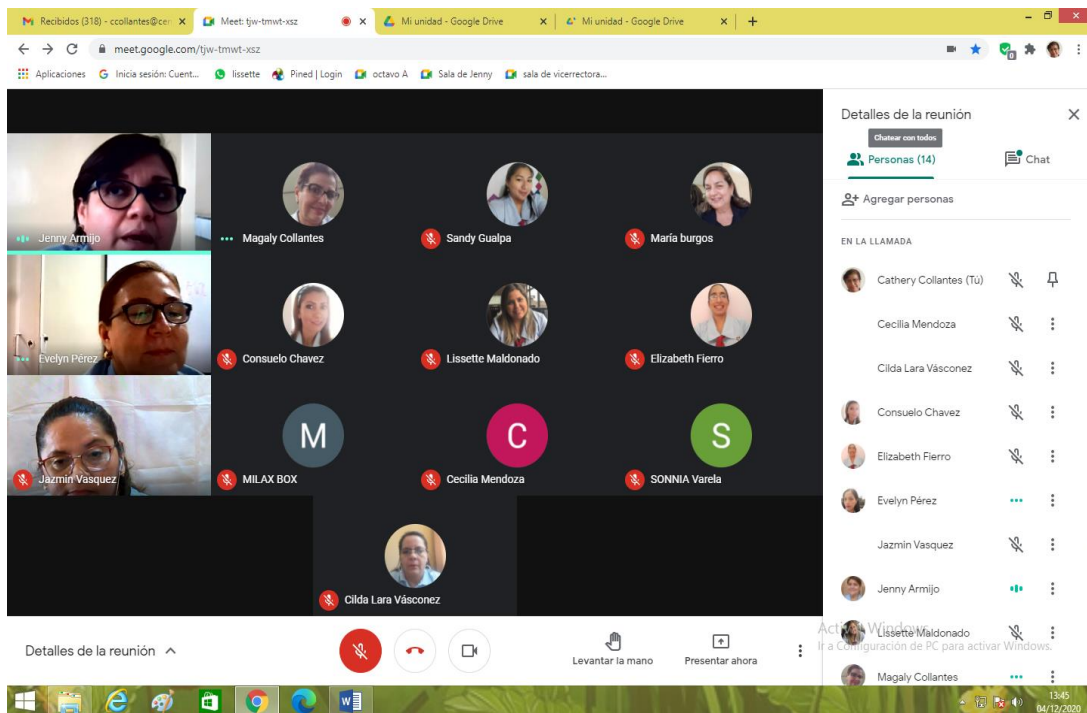 Recibidos (318) - ccollantes@cer
Meet: tjw-tmwt-xsz
Mi unidad - Google Drive
Mi unidad - Google Drive
meet.google.com/tjw-tmwt-xsz
Aplicaciones
Inicia sesión: Cuent...
lissette
Pined | Login
octavo A
Sala de Jenny
sala de vicerrectora...
Jenny Armijo
Magaly Collantes
Sandy Gualpa
María burgos
Evelyn Pérez
Consuelo Chavez
Lissette Maldonado
Elizabeth Fierro
Jazmin Vasquez
M
MILAX BOX
C
Cecilia Mendoza
S
SONNIA Varela
Cilda Lara Vásconez
Detalles de la reunión
Chatear con todos
Personas (14)
Chat
Agregar personas
EN LA LLAMADA
Cathery Collantes (Tú)
Cecilia Mendoza
Cilda Lara Vásconez
Consuelo Chavez
Elizabeth Fierro
Evelyn Pérez
Jazmin Vasquez
Jenny Armijo
Lissette Maldonado
Magaly Collantes
Windows
Ir a Configuración de PC para activar Windows.
Detalles de la reunión
Levantar la mano
Presentar ahora
13:45
04/12/2020